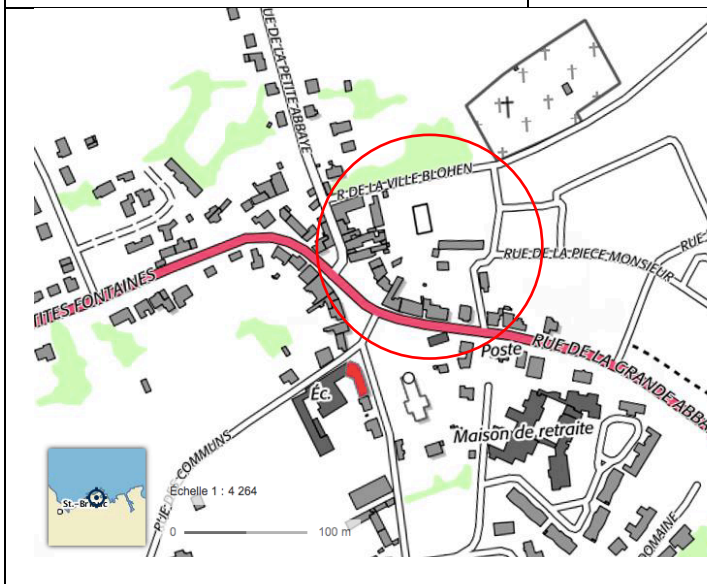 RUE DE LA PETITE ABBAYE
R DE LA VILLE BLOHEN
RUE DE LA PIECE MONSIEUR
RUE
TITES FONTAINES
Poste
RUE DE LA GRANDE ABBA
Éc.
Maison de retraite
RUE DES COMMUNS
DOMAINE
St.-Brieuc
Echelle 1 : 4 264
0
100 m